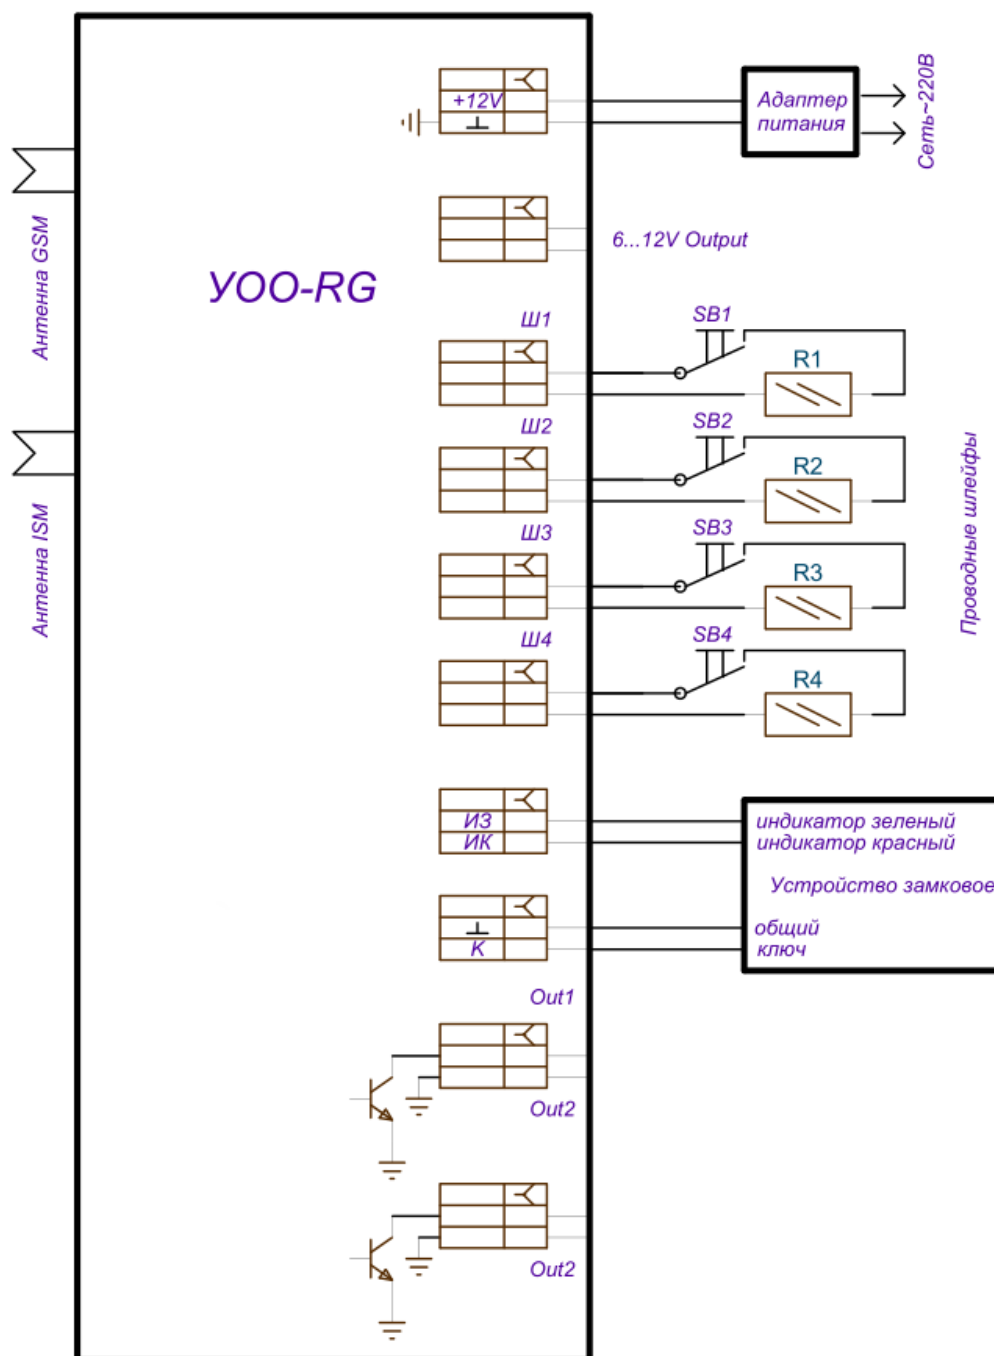 +12V
Адаптер
питания
Сеть~220В
Антенна GSM
6...12V Output
УОО-RG
Ш1
SB1
R1
Ш2
SB2
R2
Проводные шлейфы
Антенна ISM
Ш3
SB3
R3
Ш4
SB4
R4
ИЗ
ИК
индикатор зеленый
индикатор красный
Устройство замковое
К
общий
ключ
Out1
Out2
Out2